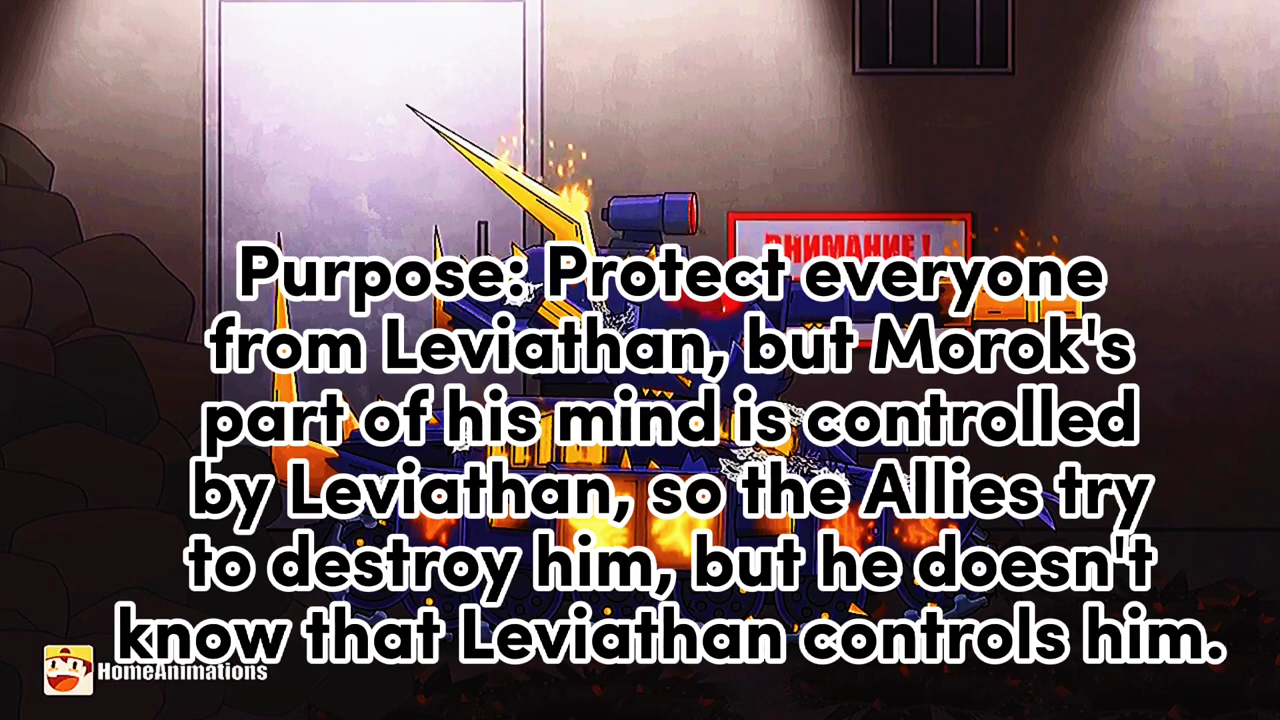 ВНИМАНИЕ!
Purpose: Protect everyone
from Leviathan, but Morok's
part of his mind is controlled
by Leviathan, so the Allies try
to destroy him, but he doesn't
know that Leviathan controls him.
HomeAnimations